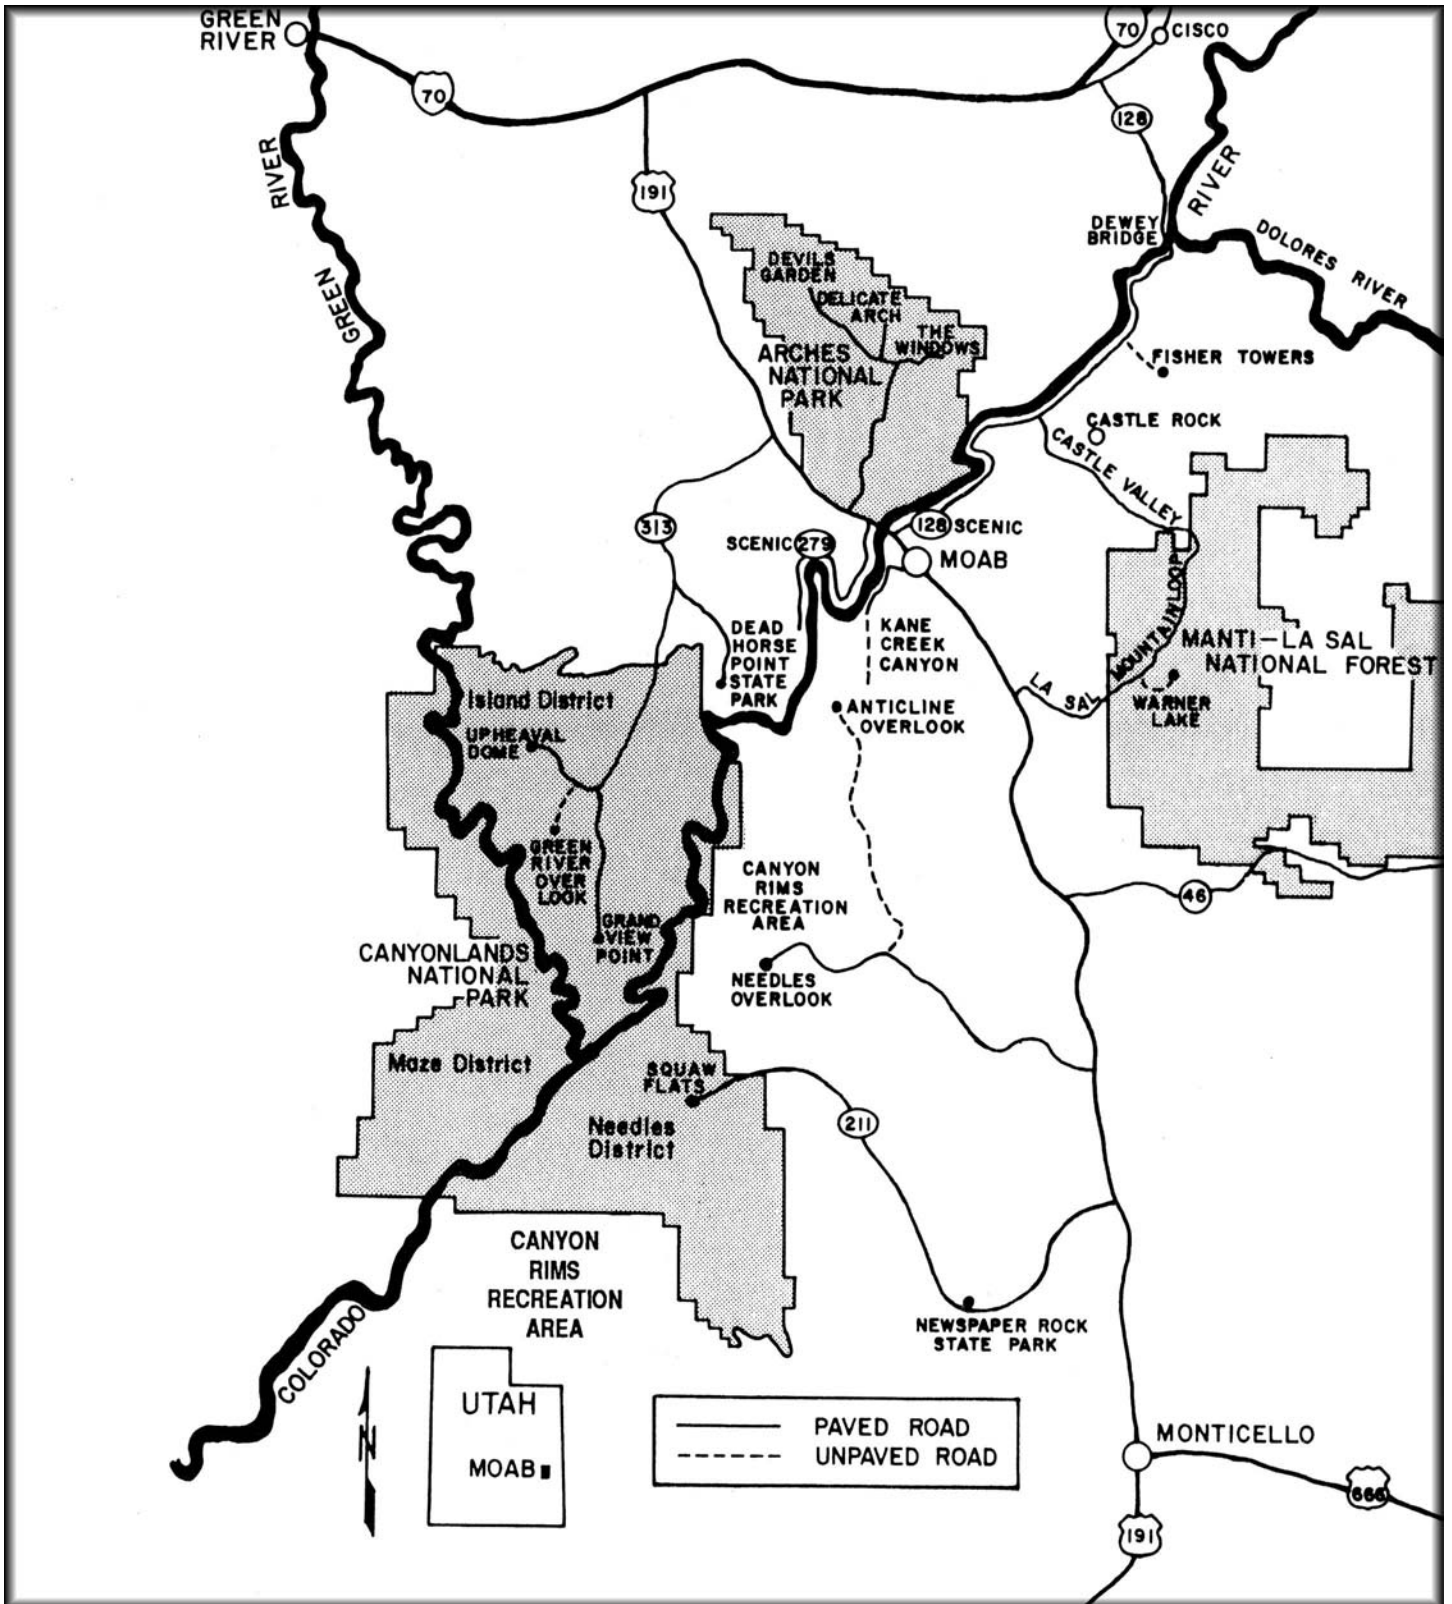 GREEN
RIVER
70
70
CISCO
128
RIVER
GREEN
191
RIVER
DEWEY
BRIDGE
DOLORES RIVER
DEVILS
GARDEN
DELICATE
ARCH
THE
WINDOWS
ARCHES
NATIONAL
PARK
FISHER TOWERS
CASTLE ROCK
CASTLE VALLEY
313
SCENIC 279
128 SCENIC
MOAB
DEAD
HORSE
POINT
STATE
PARK
KANE
CREEK
CANYON
LA SAL MOUNTAIN LOOP
MANTI-LA SAL
NATIONAL FOREST
WARNER
LAKE
ANTICLINE
OVERLOOK
Island District
UPHEAVAL
DOME
GREEN
RIVER
OVER
LOOK
GRAND
VIEW
POINT
CANYON
RIMS
RECREATION
AREA
46
CANYONLANDS
NATIONAL
PARK
NEEDLES
OVERLOOK
Maze District
SQUAW
FLATS
Needles
District
211
CANYON
RIMS
RECREATION
AREA
NEWSPAPER ROCK
STATE PARK
COLORADO
N
UTAH
MOAB
PAVED ROAD
UNPAVED ROAD
MONTICELLO
666
191